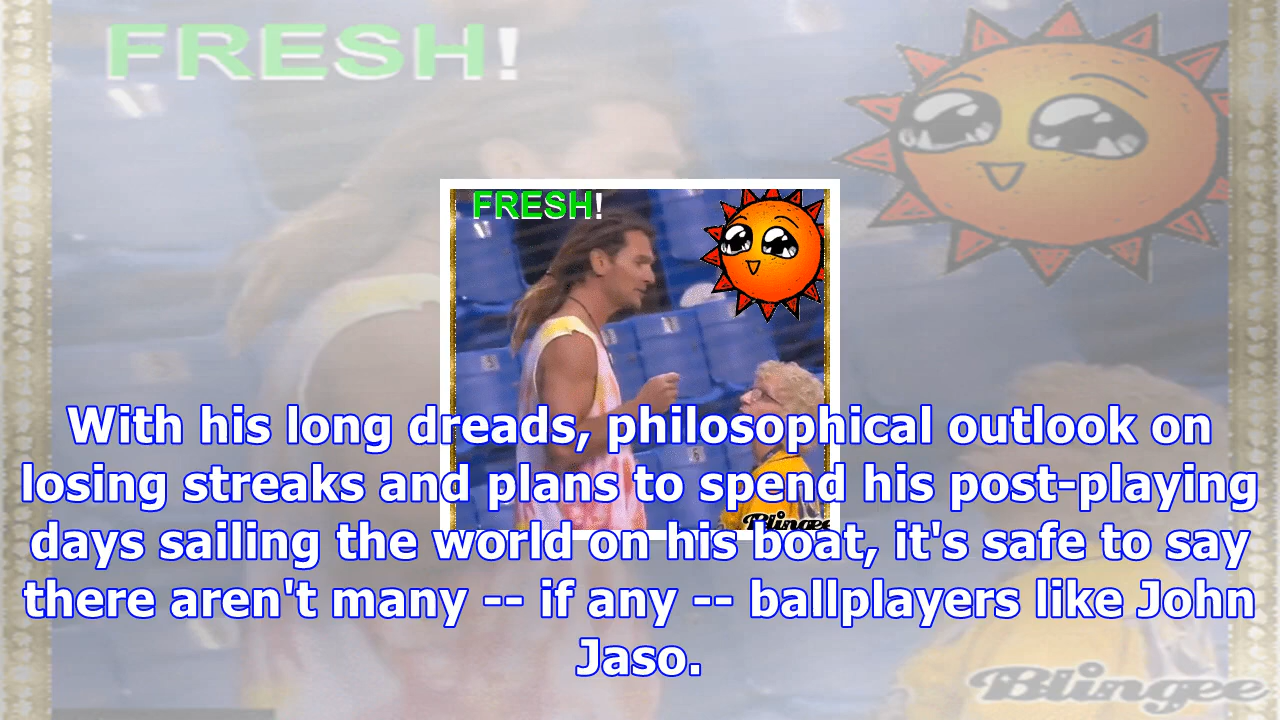 FRESH!
FRESH!
With his long dreads, philosophical outlook on
losing streaks and plans to spend his post-playing
days sailing the world on his boat, it's safe to say
there aren't many -- if any -- ballplayers like John
Jaso.
Blingee
Blingee